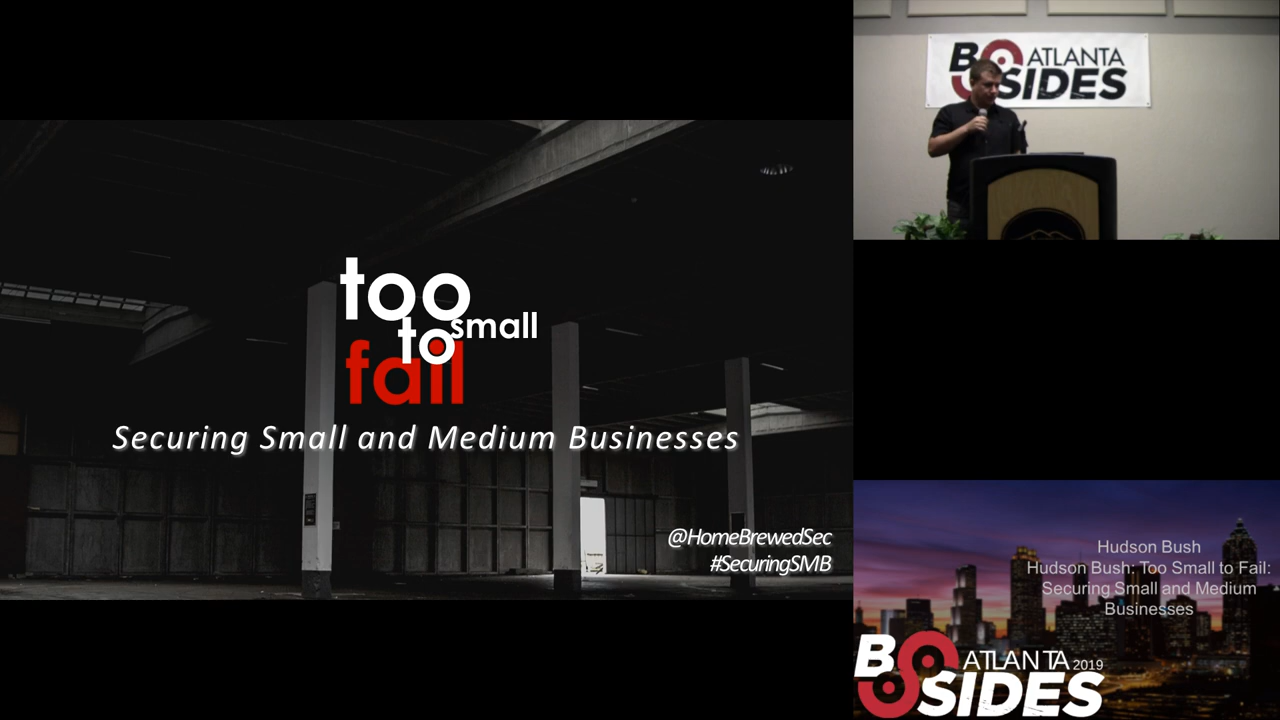 too
small
to
fail
Securing Small and Medium Businesses
@HomeBrewedSec
#SecuringSMB
BSIDES ATLANTA
Hudson Bush
Hudson Bush: Too Small to Fail:
Securing Small and Medium
Businesses
BSIDES ATLANTA 2019